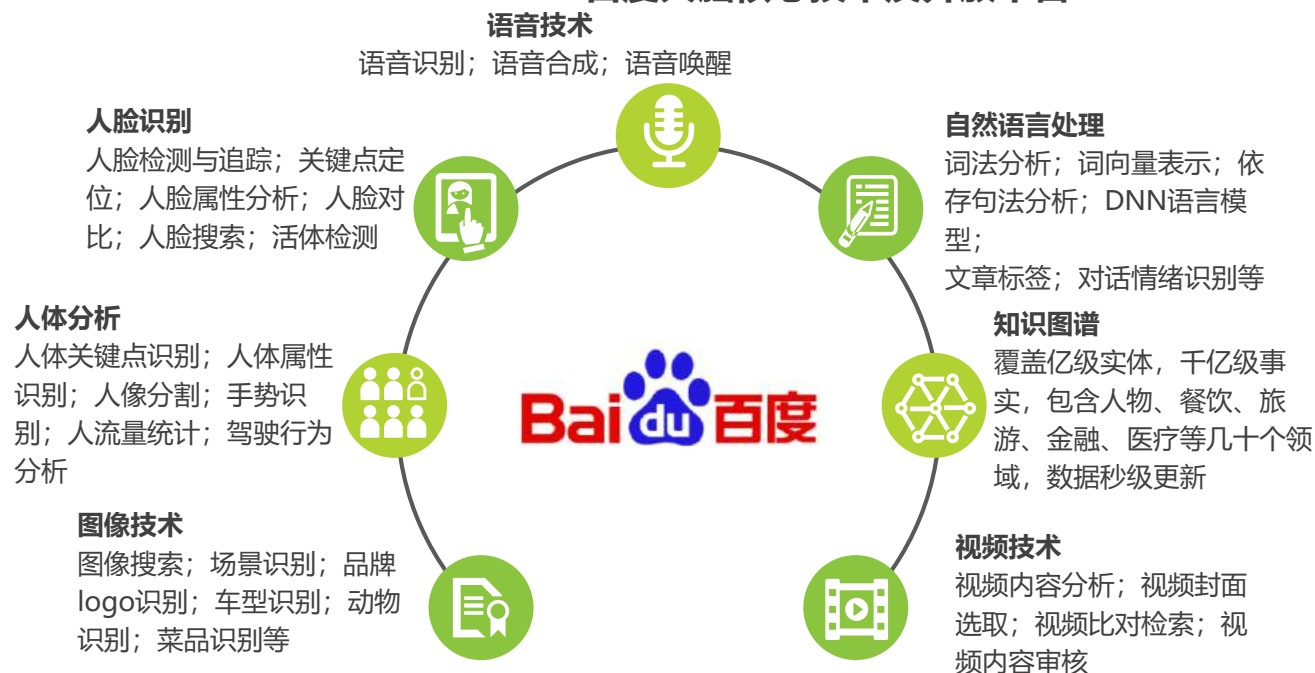 语音技术
语音识别；语音合成；语音唤醒
人脸识别
人脸检测与追踪；关键点定
位；人脸属性分析；人脸对
比；人脸搜索；活体检测
自然语言处理
词法分析；词向量表示；依
存句法分析；DNN语言模
型；
文章标签；对话情绪识别等
人体分析
人体关键点识别；人体属性
识别；人像分割；手势识
别；人流量统计；驾驶行为
分析
知识图谱
覆盖亿级实体，千亿级事
实，包含人物、餐饮、旅
游、金融、医疗等几十个领
域，数据秒级更新
Bai du 百度
图像技术
图像搜索；场景识别；品牌
logo识别；车型识别；动物
识别；菜品识别等
视频技术
视频内容分析；视频封面
选取；视频比对检索；视
频内容审核